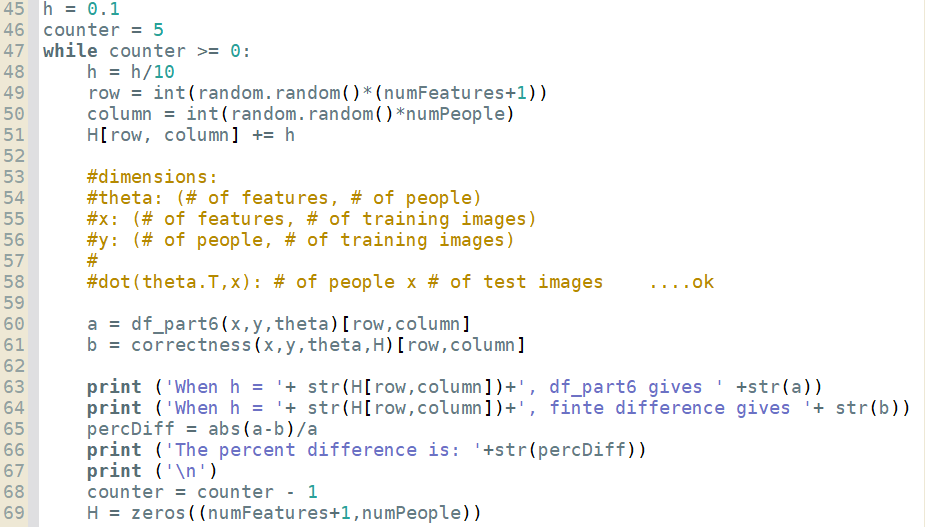 45 h = 0.1
46 counter = 5
47 while counter >= 0:
48     h = h/10
49     row = int(random.random()*(numFeatures+1))
50     column = int(random.random()*numPeople)
51     H[row, column] += h
52
53     #dimensions:
54     #theta: (# of features, # of people)
55     #x: (# of features, # of training images)
56     #y: (# of people, # of training images)
57     #
58     #dot(theta.T,x): # of people x # of test images    ....ok
59
60     a = df_part6(x,y,theta)[row,column]
61     b = correctness(x,y,theta,H)[row,column]
62
63     print ('When h = '+ str(H[row,column])+', df_part6 gives ' +str(a))
64     print ('When h = '+ str(H[row,column])+', finte difference gives '+ str(b))
65     percDiff = abs(a-b)/a
66     print ('The percent difference is: '+str(percDiff))
67     print ('\n')
68     counter = counter - 1
69     H = zeros((numFeatures+1,numPeople))